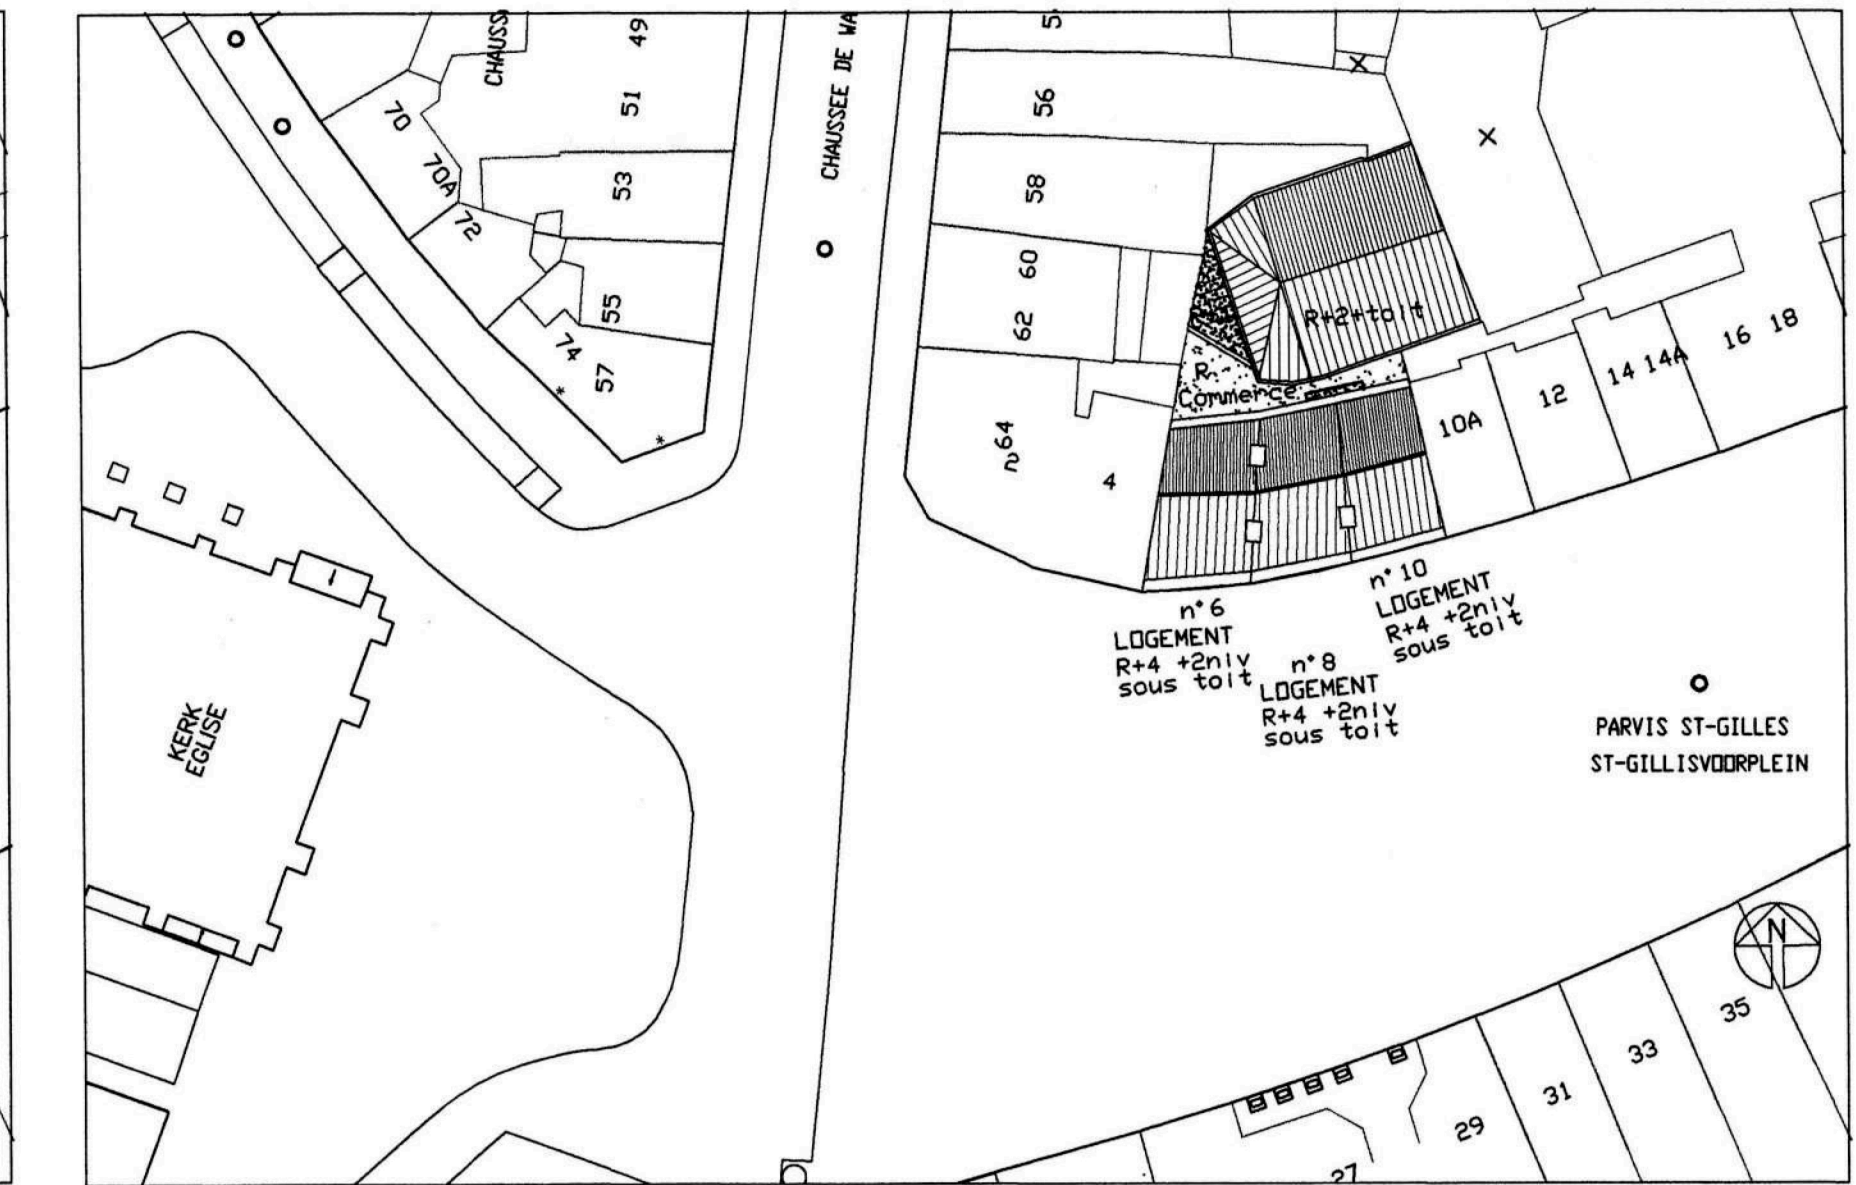 CHAUSS
49
51
53
55
57
70
70A
72
74
CHAUSSEE DE WA
5
56
58
60
62
64
2
4
X
X
R+2+toit
R
Commerce
10A
12
14
14A
16
18
n° 6
LOGEMENT
R+4 +2niv
sous toit
n° 8
LOGEMENT
R+4 +2niv
sous toit
n° 10
LOGEMENT
R+4 +2niv
sous toit
KERK
EGLISE
PARVIS ST-GILLES
ST-GILLISVOORPLEIN
N
35
33
31
29
27